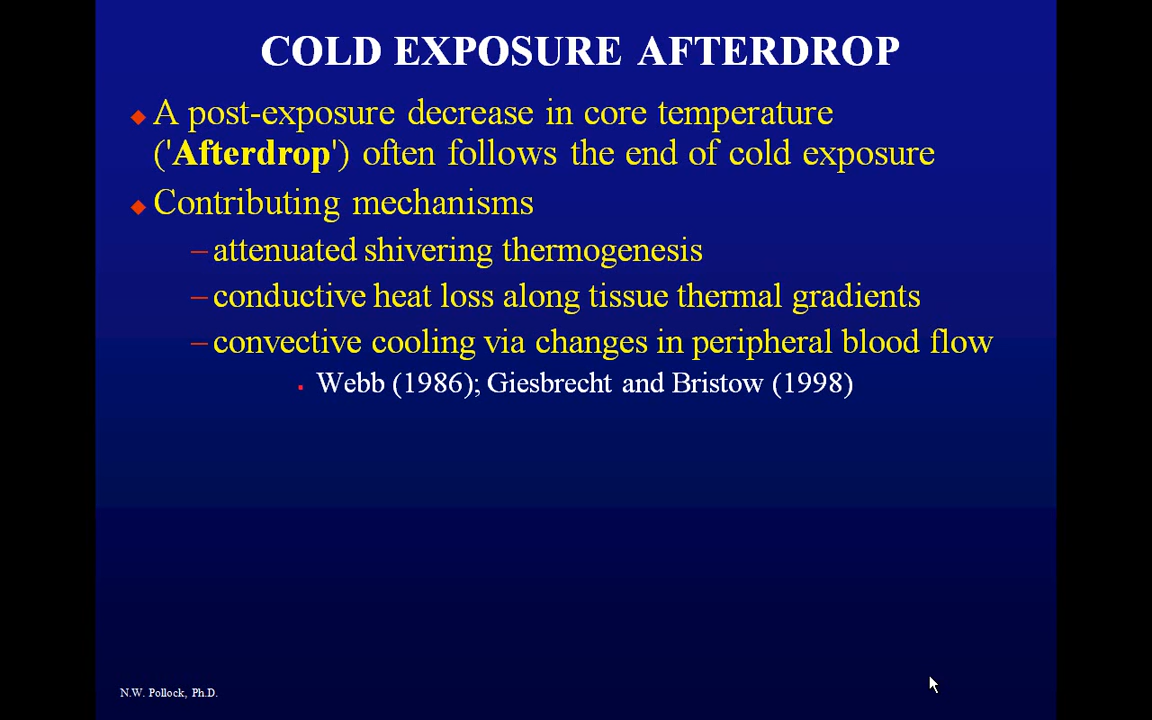 COLD EXPOSURE AFTERDROP
A post-exposure decrease in core temperature
('Afterdrop') often follows the end of cold exposure
Contributing mechanisms
–attenuated shivering thermogenesis
–conductive heat loss along tissue thermal gradients
–convective cooling via changes in peripheral blood flow
Webb (1986); Giesbrecht and Bristow (1998)
N.W. Pollock, Ph.D.